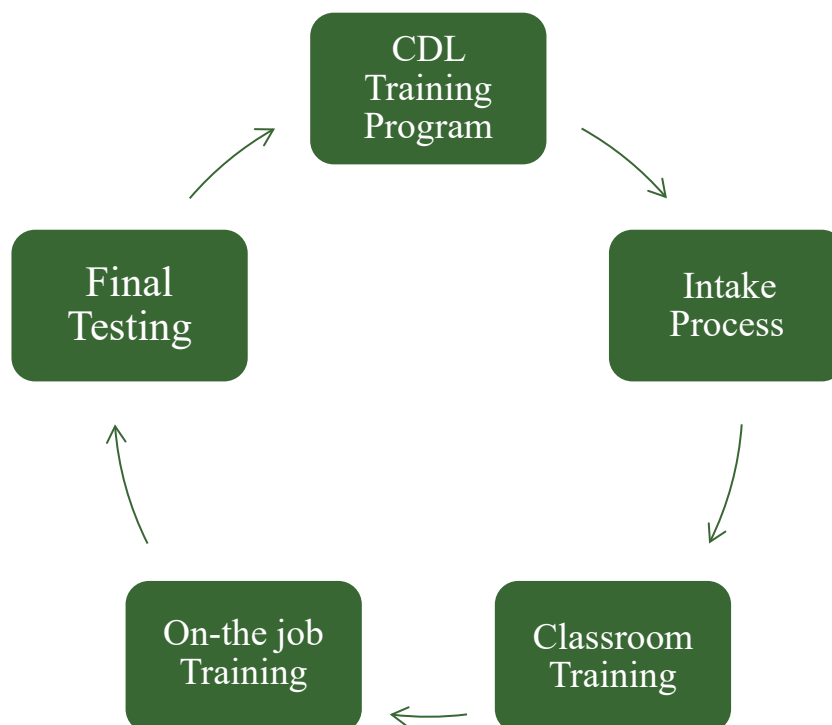 CDL
Training
Program
Intake
Process
Classroom
Training
On-the job
Training
Final
Testing